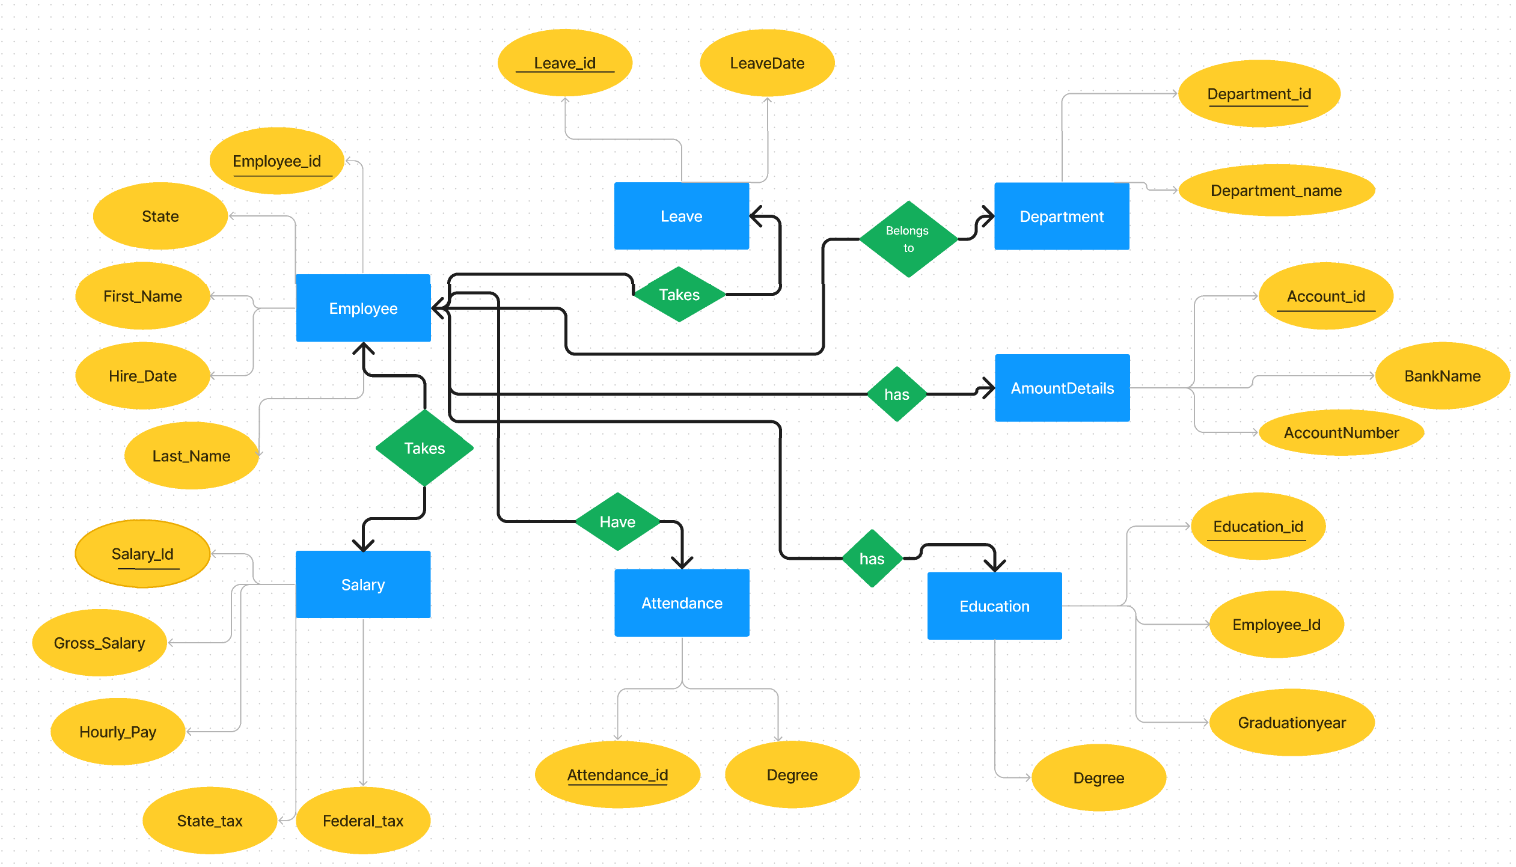 Leave_id
LeaveDate
Department_id
Employee_id
Department_name
State
Leave
Department
Belongs
to
First_Name
Employee
Takes
Account_id
Hire_Date
AmountDetails
BankName
has
AccountNumber
Last_Name
Takes
Have
Education_id
Salary_Id
has
Salary
Attendance
Education
Employee_Id
Gross_Salary
Graduationyear
Hourly_Pay
Attendance_id
Degree
Degree
State_tax
Federal_tax